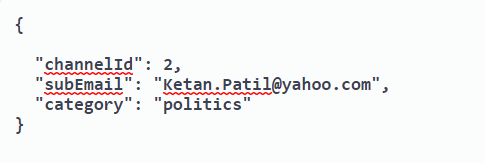 {
"channelId": 2,
"subEmail": "Ketan.Patil@yahoo.com",
"category": "politics"
}